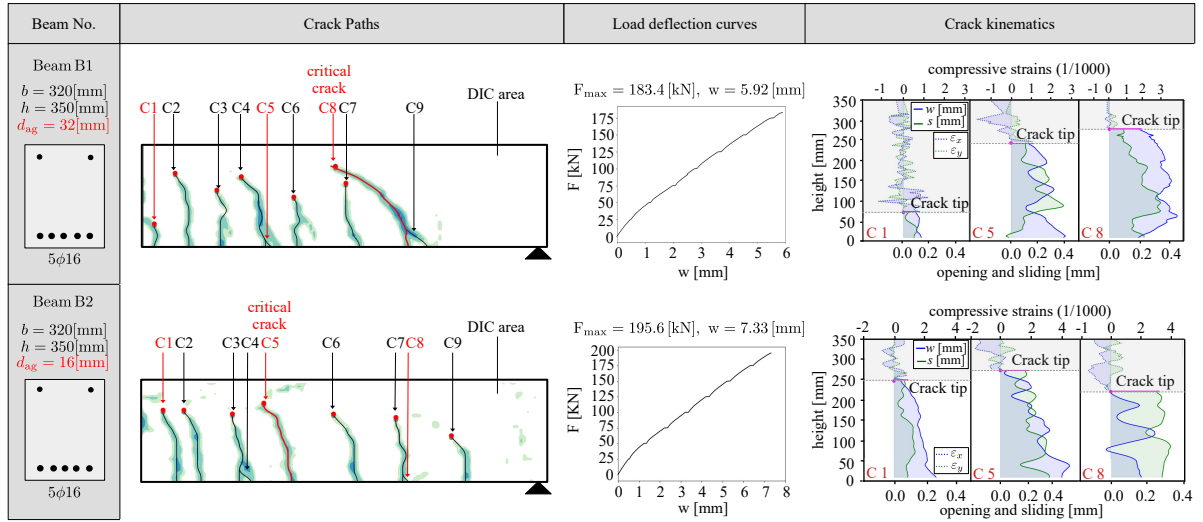 Beam No.
Crack Paths
Load deflection curves
Crack kinematics
Beam B1
b = 320[mm]
h = 350[mm]
d_ag = 32[mm]
5ϕ16
critical
crack
DIC area
C1 C2 C3 C4 C5 C6 C8 C7 C9
F_max = 183.4 [kN], w = 5.92 [mm]
F [kN]
175
150
125
100
75
50
25
0
0 1 2 3 4 5 6
w [mm]
compressive strains (1/1000)
-1 0 1 2 3 -1 0 1 2 3 0 1 2 3
height [mm]
350
300
250
200
150
100
50
0
w [mm]
s [mm]
ε_x
ε_y
Crack tip
Crack tip
Crack tip
C 1
C 5
C 8
0.0 0.2 0.4 0.0 0.2 0.4 0.0 0.2 0.4
opening and sliding [mm]
Beam B2
b = 320[mm]
h = 350[mm]
d_ag = 16[mm]
5ϕ16
critical
crack
DIC area
C1 C2 C3 C4 C5 C6 C7 C8 C9
F_max = 195.6 [kN], w = 7.33 [mm]
F [KN]
200
175
150
125
100
75
50
25
0
0 1 2 3 4 5 6 7 8
w [mm]
compressive strains (1/1000)
-2 0 2 4 -2 0 2 4 -1 0 1 2 3 4
height [mm]
350
300
250
200
150
100
50
0
w [mm]
s [mm]
Crack tip
Crack tip
Crack tip
ε_x
ε_y
C 1
C 5
C 8
0.0 0.2 0.4 0.0 0.2 0.4 0.0 0.2 0.4
opening and sliding [mm]